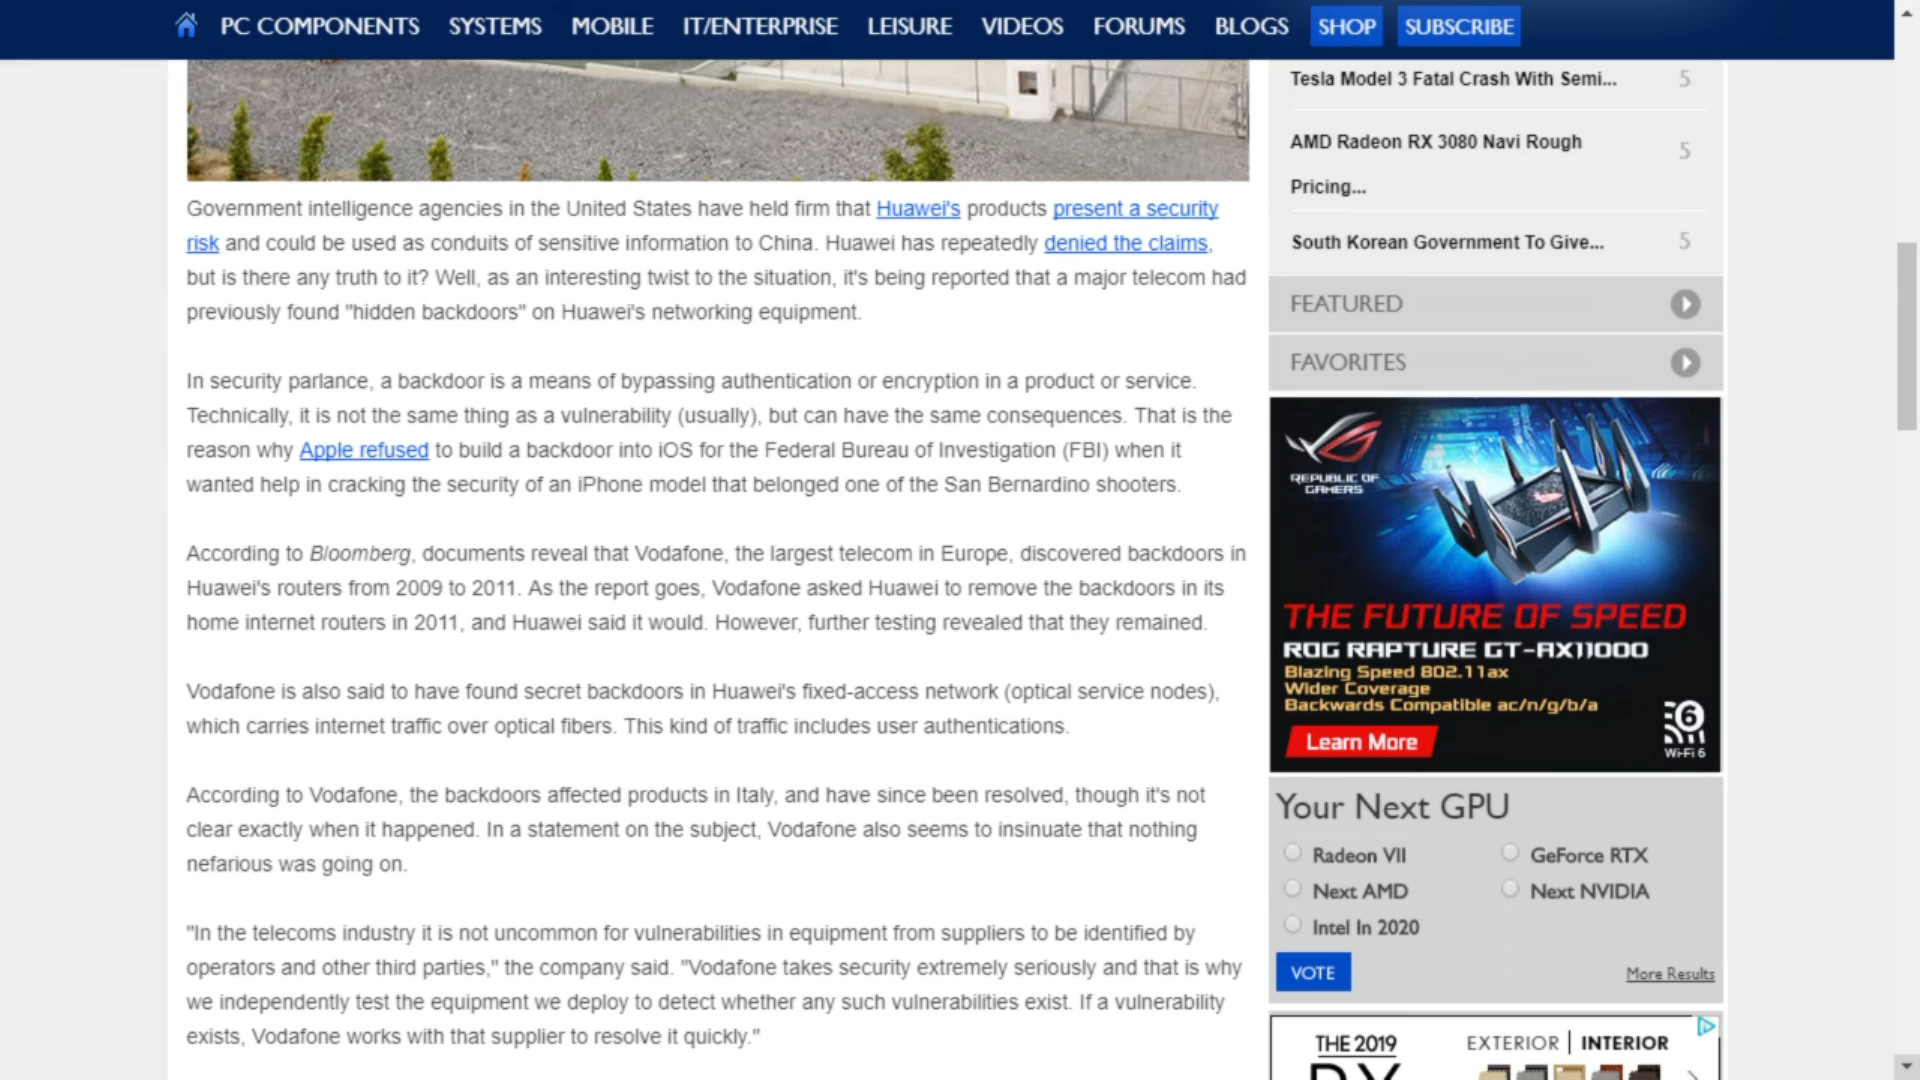 PC COMPONENTS SYSTEMS MOBILE IT/ENTERPRISE LEISURE VIDEOS FORUMS BLOGS SHOP SUBSCRIBE
Government intelligence agencies in the United States have held firm that Huawei's products present a security
risk and could be used as conduits of sensitive information to China. Huawei has repeatedly denied the claims,
but is there any truth to it? Well, as an interesting twist to the situation, it's being reported that a major telecom had
previously found "hidden backdoors" on Huawei's networking equipment.
In security parlance, a backdoor is a means of bypassing authentication or encryption in a product or service.
Technically, it is not the same thing as a vulnerability (usually), but can have the same consequences. That is the
reason why Apple refused to build a backdoor into iOS for the Federal Bureau of Investigation (FBI) when it
wanted help in cracking the security of an iPhone model that belonged one of the San Bernardino shooters.
According to Bloomberg, documents reveal that Vodafone, the largest telecom in Europe, discovered backdoors in
Huawei's routers from 2009 to 2011. As the report goes, Vodafone asked Huawei to remove the backdoors in its
home internet routers in 2011, and Huawei said it would. However, further testing revealed that they remained.
Vodafone is also said to have found secret backdoors in Huawei's fixed-access network (optical service nodes),
which carries internet traffic over optical fibers. This kind of traffic includes user authentications.
According to Vodafone, the backdoors affected products in Italy, and have since been resolved, though it's not
clear exactly when it happened. In a statement on the subject, Vodafone also seems to insinuate that nothing
nefarious was going on.
"In the telecoms industry it is not uncommon for vulnerabilities in equipment from suppliers to be identified by
operators and other third parties," the company said. "Vodafone takes security extremely seriously and that is why
we independently test the equipment we deploy to detect whether any such vulnerabilities exist. If a vulnerability
exists, Vodafone works with that supplier to resolve it quickly."
Tesla Model 3 Fatal Crash With Semi... 5
AMD Radeon RX 3080 Navi Rough
Pricing... 5
South Korean Government To Give... 5
FEATURED
FAVORITES
REPUBLIC OF
GAMERS
THE FUTURE OF SPEED
ROG RAPTURE GT-AX11000
Blazing Speed 802.11ax
Wider Coverage
Backwards Compatible ac/n/g/b/a
Learn More
6
Wi-Fi 6
Your Next GPU
Radeon VII GeForce RTX
Next AMD Next NVIDIA
Intel In 2020
VOTE More Results
THE 2019 EXTERIOR | INTERIOR